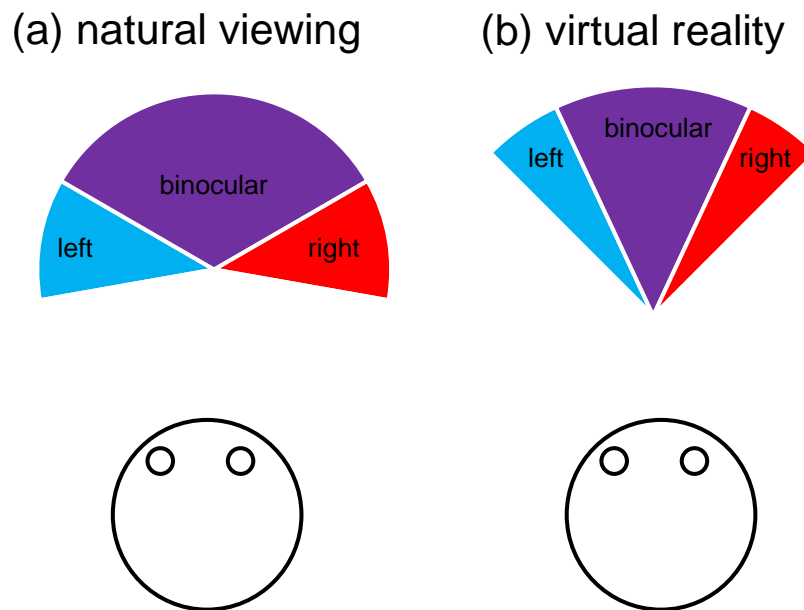 (a) natural viewing
binocular
left
right
(b) virtual reality
binocular
left
right